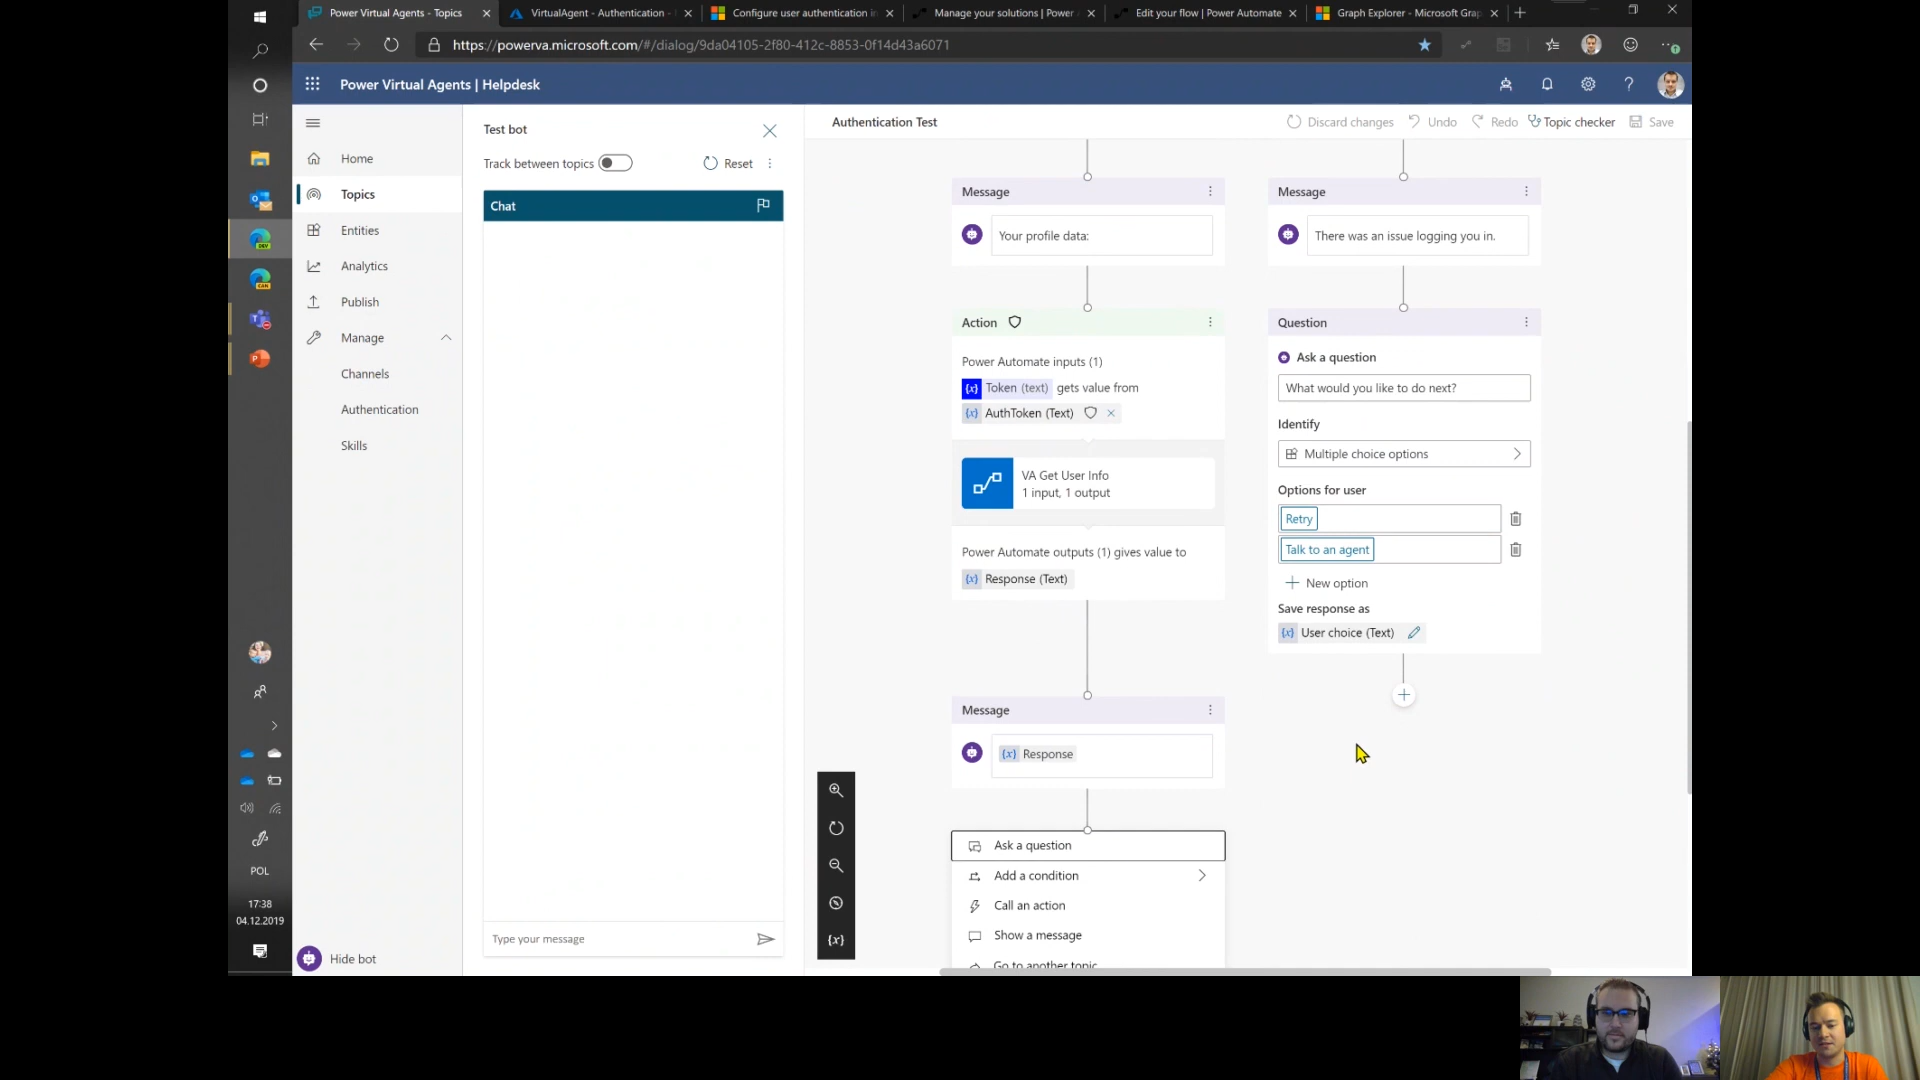 Power Virtual Agents - Topics
VirtualAgent - Authentication -
Configure user authentication in
Manage your solutions | Power
Edit your flow | Power Automate
Graph Explorer - Microsoft Grap
https://powerva.microsoft.com/#/dialog/9da04105-2f80-412c-8853-0f14d43a6071
Power Virtual Agents | Helpdesk
Home
Topics
Entities
Analytics
Publish
Manage
Channels
Authentication
Skills
Hide bot
Test bot
Track between topics
Reset
Chat
Type your message
Authentication Test
Discard changes
Undo
Redo
Topic checker
Save
Message
Your profile data:
Action
Power Automate inputs (1)
{x} Token (text) gets value from
{x} AuthToken (Text)
VA Get User Info
1 input, 1 output
Power Automate outputs (1) gives value to
{x} Response (Text)
Message
{x} Response
Ask a question
Add a condition
Call an action
Show a message
Go to another topic
{x}
Message
There was an issue logging you in.
Question
Ask a question
What would you like to do next?
Identify
Multiple choice options
Options for user
Retry
Talk to an agent
New option
Save response as
{x} User choice (Text)
POL
17:38
04.12.2019